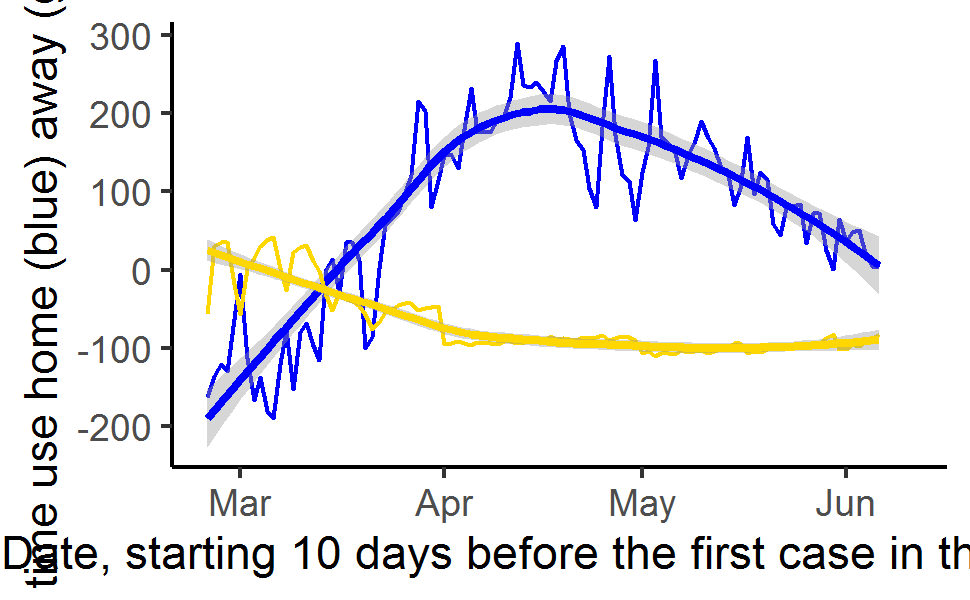 time use home (blue) away (g
300
200
100
0
-100
-200
Mar Apr May Jun
Date, starting 10 days before the first case in th